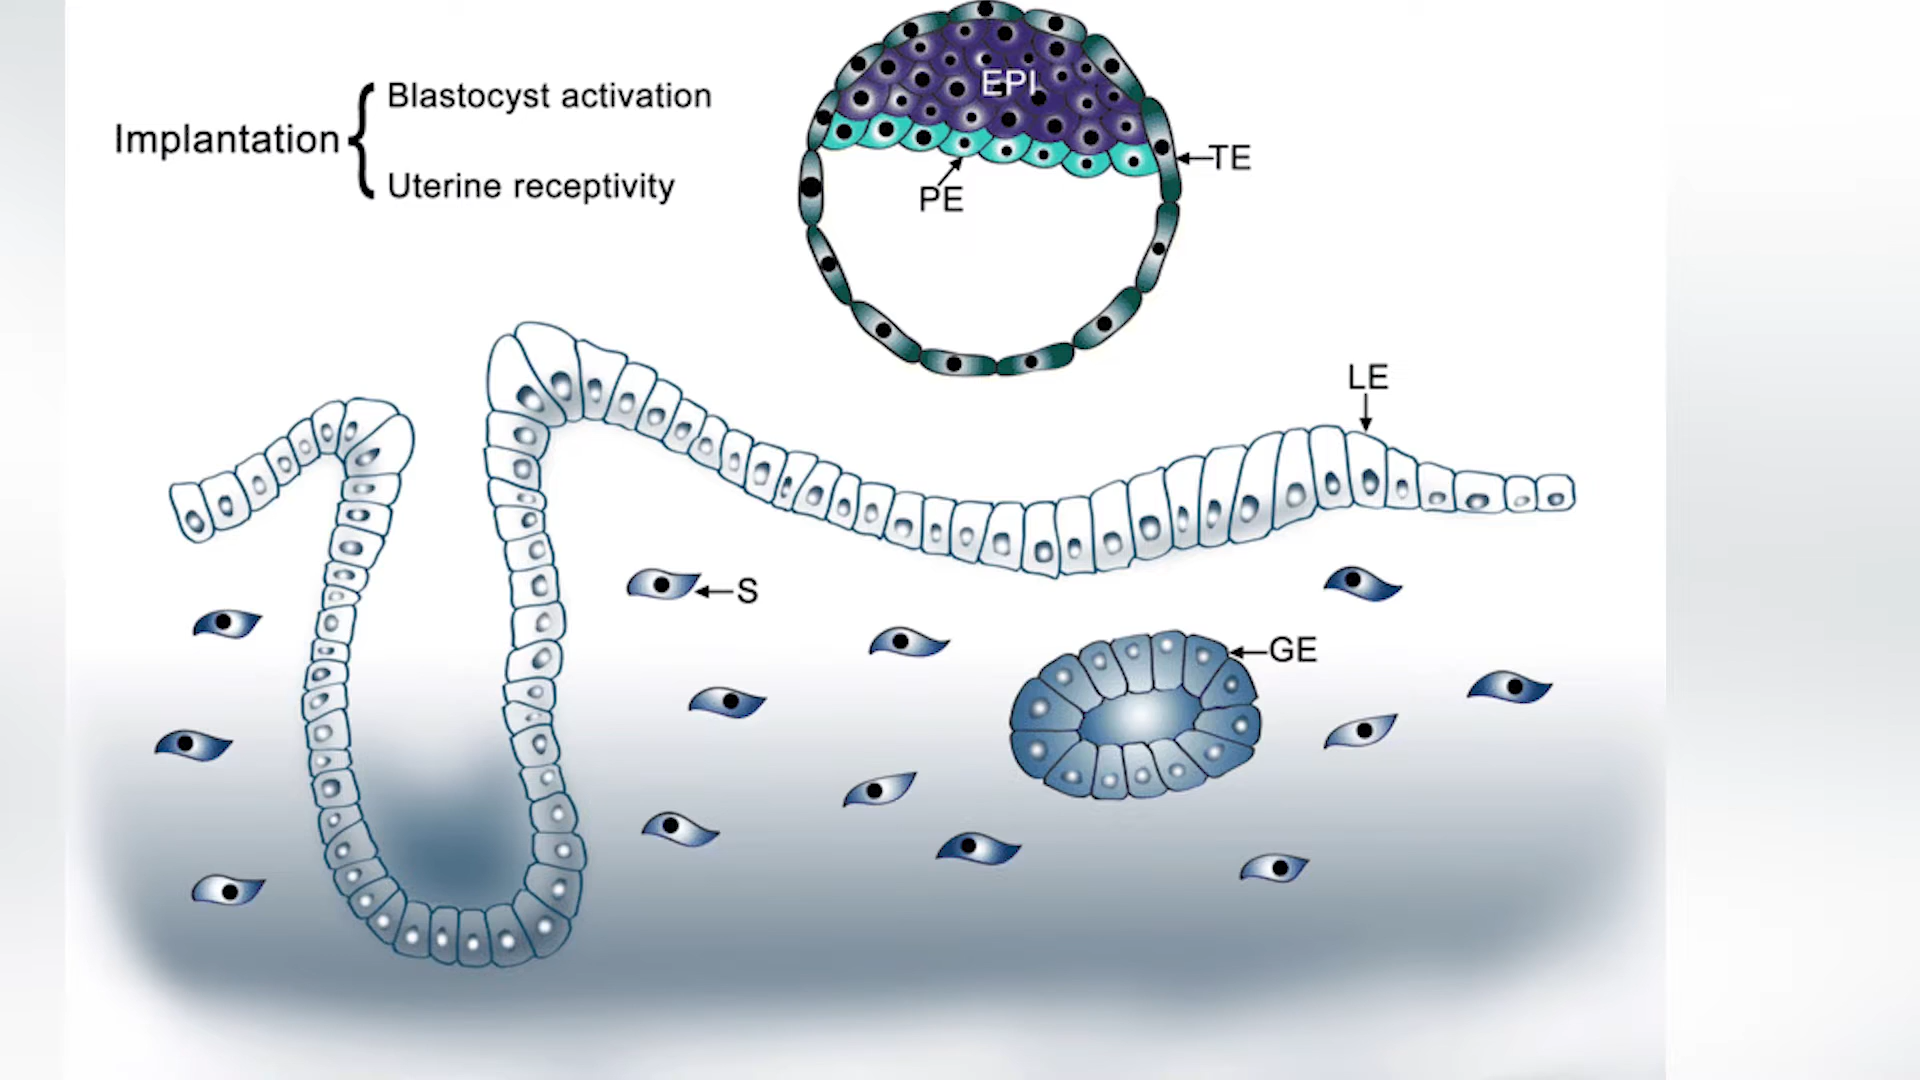 Implantation
Blastocyst activation
Uterine receptivity
EPI
PE
TE
LE
S
GE